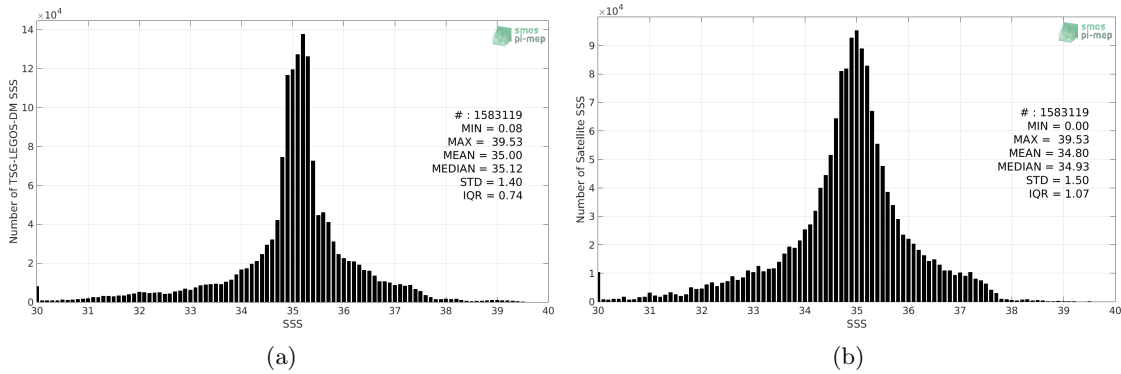 ×10⁴
14
12
10
8
6
4
2
0
Number of TSG-LEGOS-DM SSS
smos
pi-mep
# : 1583119
MIN = 0.08
MAX = 39.53
MEAN = 35.00
MEDIAN = 35.12
STD = 1.40
IQR = 0.74
30 31 32 33 34 35 36 37 38 39 40
SSS
(a)
×10⁴
9
8
7
6
5
4
3
2
1
0
Number of Satellite SSS
smos
pi-mep
# : 1583119
MIN = 0.00
MAX = 39.53
MEAN = 34.80
MEDIAN = 34.93
STD = 1.50
IQR = 1.07
30 31 32 33 34 35 36 37 38 39 40
SSS
(b)